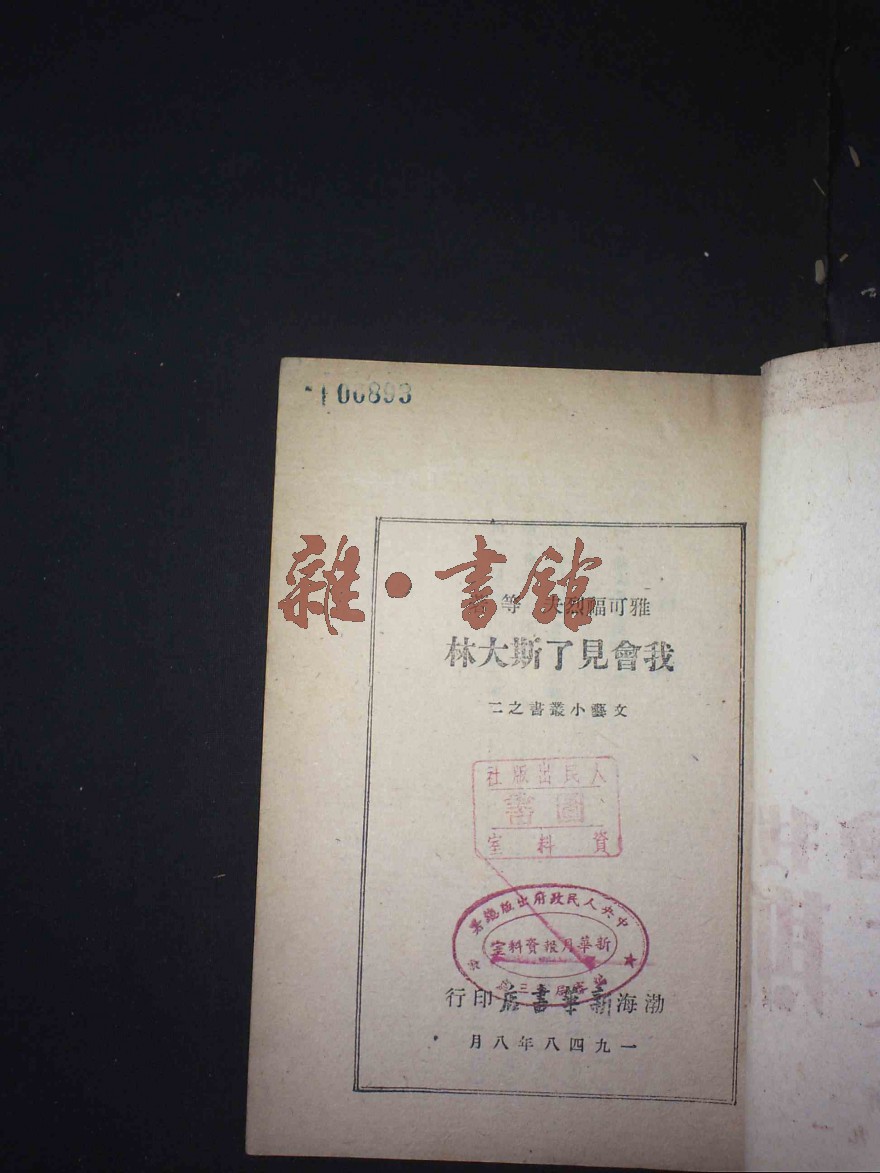 100893
雜·書館
雅可福烈夫 等著
我會見了斯大林
文藝小叢書之二
人民出版社
圖書
資料室
中央人民政府出版總署
新華月報資料室
渤海新華書店印行
一九四八年八月